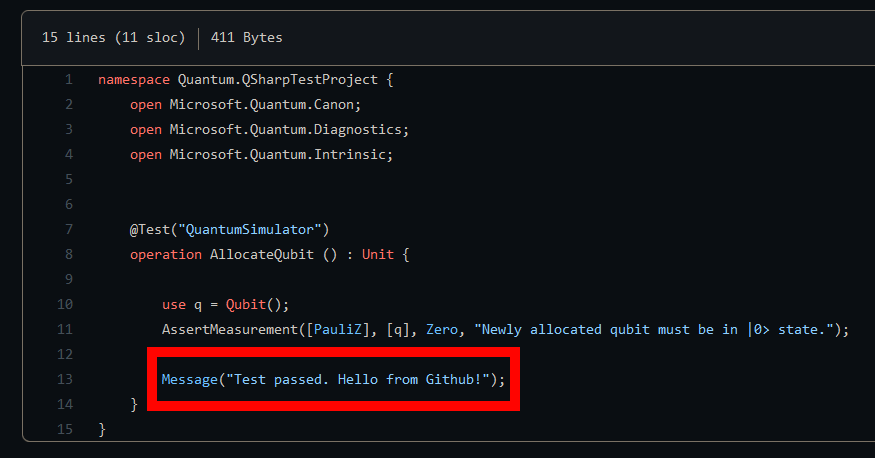 15 lines (11 sloc) | 411 Bytes
1 namespace Quantum.QSharpTestProject {
2     open Microsoft.Quantum.Canon;
3     open Microsoft.Quantum.Diagnostics;
4     open Microsoft.Quantum.Intrinsic;
5
6
7     @Test("QuantumSimulator")
8     operation AllocateQubit () : Unit {
9
10         use q = Qubit();
11         AssertMeasurement([PauliZ], [q], Zero, "Newly allocated qubit must be in |0> state.");
12
13         Message("Test passed. Hello from Github!");
14     }
15 }